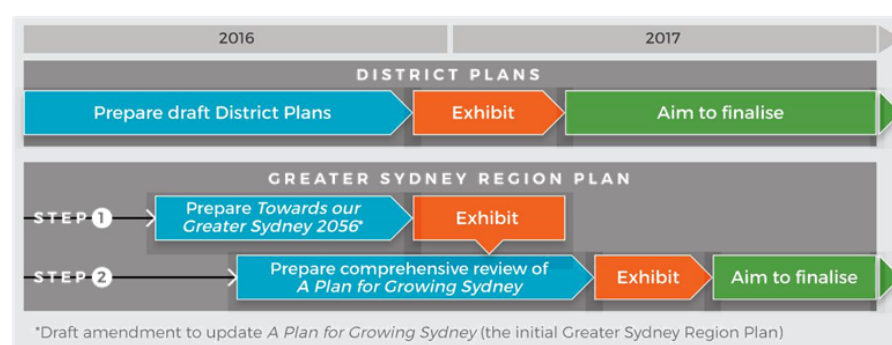 2016 2017
DISTRICT PLANS
Prepare draft District Plans Exhibit Aim to finalise
GREATER SYDNEY REGION PLAN
STEP 1
Prepare Towards our
Greater Sydney 2056*
Exhibit
STEP 2
Prepare comprehensive review of
A Plan for Growing Sydney
Exhibit Aim to finalise
*Draft amendment to update A Plan for Growing Sydney (the initial Greater Sydney Region Plan)